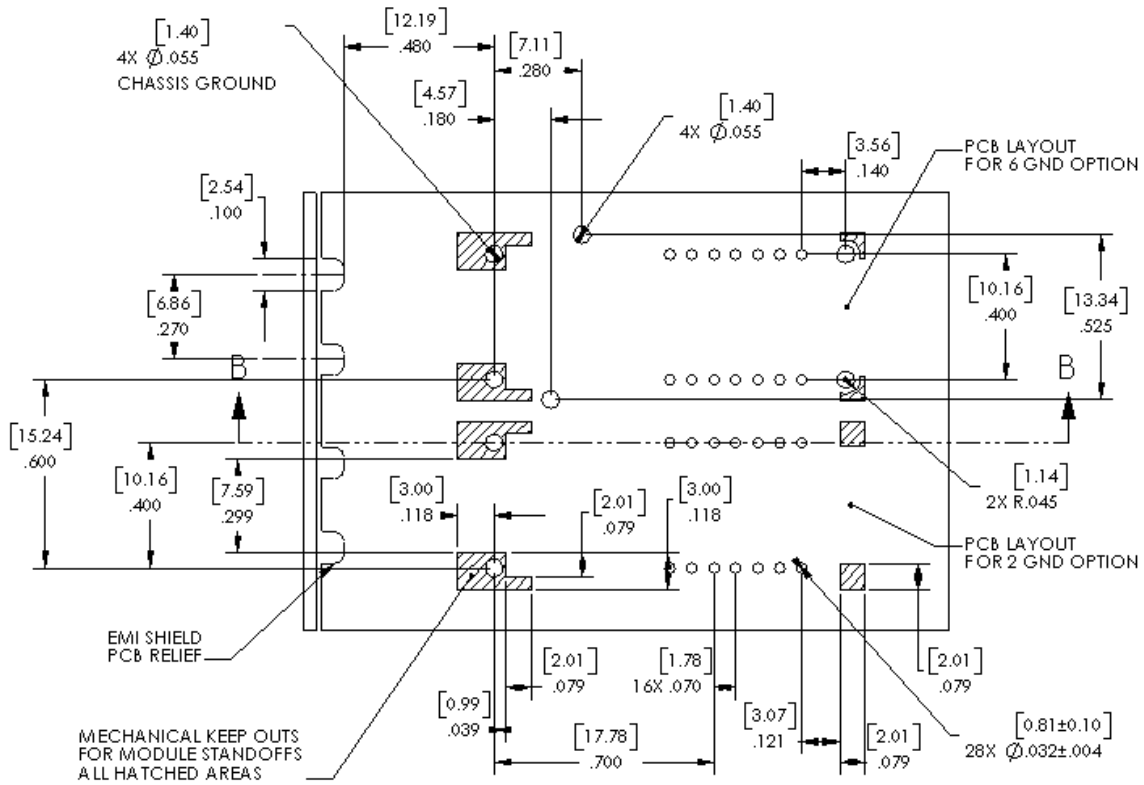 [12.19]
.480
[1.40]
4X Ø.055
CHASSIS GROUND
[7.11]
.280
[4.57]
.180
[1.40]
4X Ø.055
[3.56]
.140
PCB LAYOUT
FOR 6 GND OPTION
[2.54]
.100
[6.86]
.270
[10.16]
.400
[13.34]
.525
B
B
[15.24]
.600
[10.16]
.400
[7.59]
.299
[3.00]
.118
[2.01]
.079
[3.00]
.118
[1.14]
2X R.045
PCB LAYOUT
FOR 2 GND OPTION
EMI SHIELD
PCB RELIEF
[2.01]
.079
[1.78]
16X .070
[2.01]
.079
[0.99]
.039
[3.07]
.121
MECHANICAL KEEP OUTS
FOR MODULE STANDOFFS
ALL HATCHED AREAS
[17.78]
.700
[2.01]
.079
[0.81±0.10]
28X Ø.032±.004